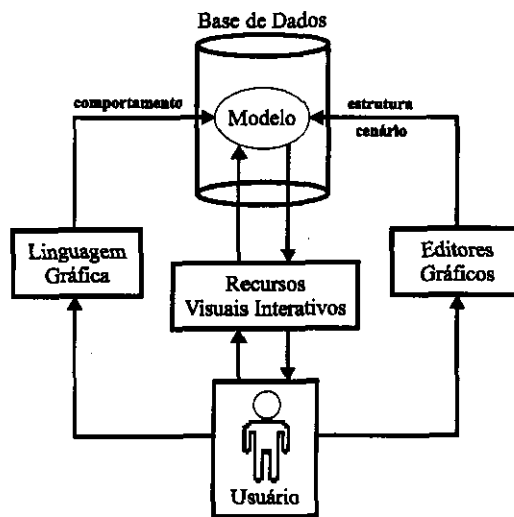 Base de Dados
comportamento
estrutura
Modelo
cenário
Linguagem
Gráfica
Editores
Gráficos
Recursos
Visuais Interativos
Usuário